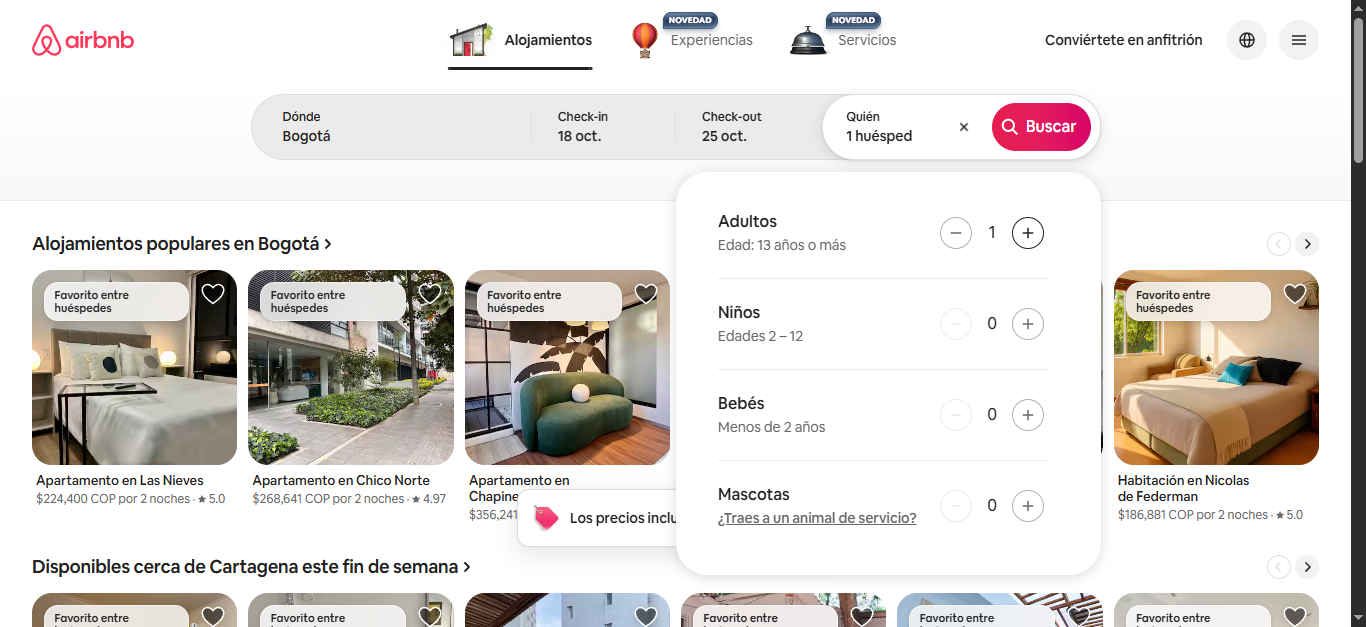 airbnb
Alojamientos
NOVEDAD
Experiencias
NOVEDAD
Servicios
Conviértete en anfitrión
Dónde
Bogotá
Check-in
18 oct.
Check-out
25 oct.
Quién
1 huésped
Buscar
Adultos
Edad: 13 años o más
1
Niños
Edades 2 – 12
0
Bebés
Menos de 2 años
0
Mascotas
¿Traes a un animal de servicio?
0
Alojamientos populares en Bogotá
Favorito entre
huéspedes
Favorito entre
huéspedes
Favorito entre
huéspedes
Favorito entre
huéspedes
Apartamento en Las Nieves
$224,400 COP por 2 noches · ★ 5.0
Apartamento en Chico Norte
$268,641 COP por 2 noches · ★ 4.97
Apartamento en
Chapine
$356,241
Habitación en Nicolas
de Federman
$186,881 COP por 2 noches · ★ 5.0
Los precios inclu
Disponibles cerca de Cartagena este fin de semana
Favorito entre
Favorito entre
Favorito entre
Favorito entre
Favorito entre